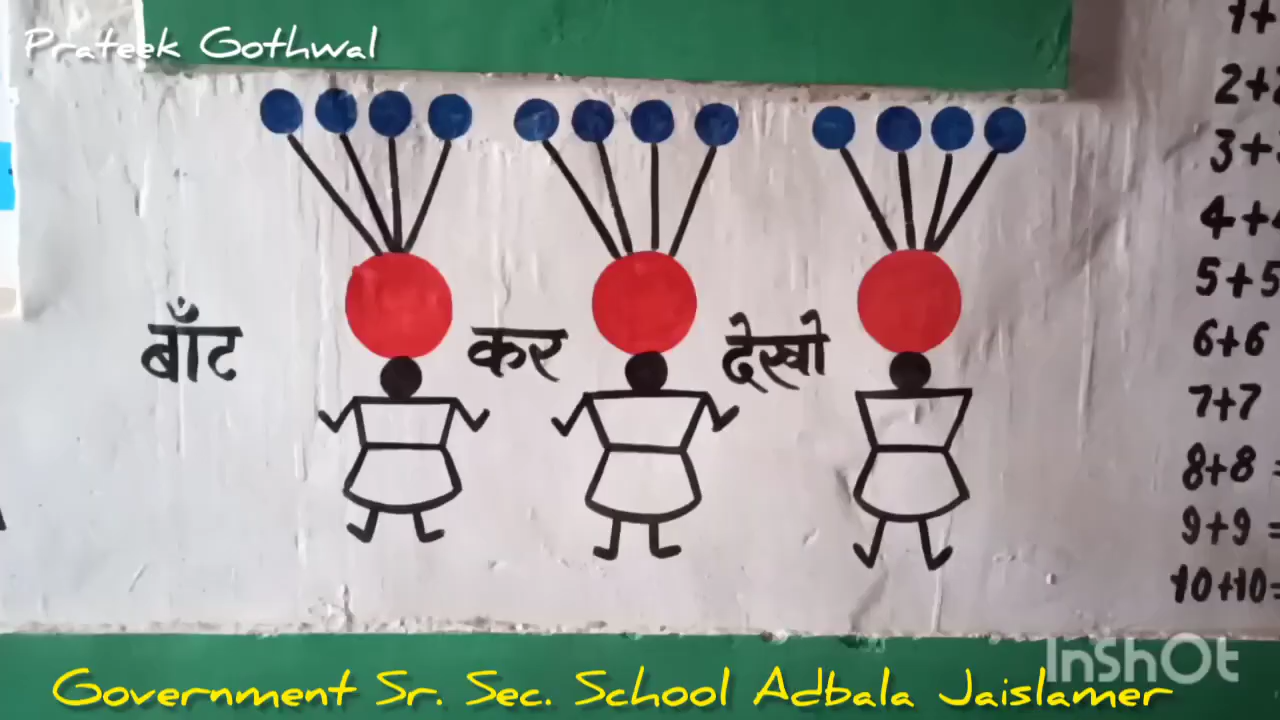 Prateek Gothwal
बाँट कर देखो
1+
2+2
3+
4+4
5+5
6+6
7+7
8+8 =
9+9 =
10+10=
InShOt
Government Sr. Sec. School Adbala Jaislamer